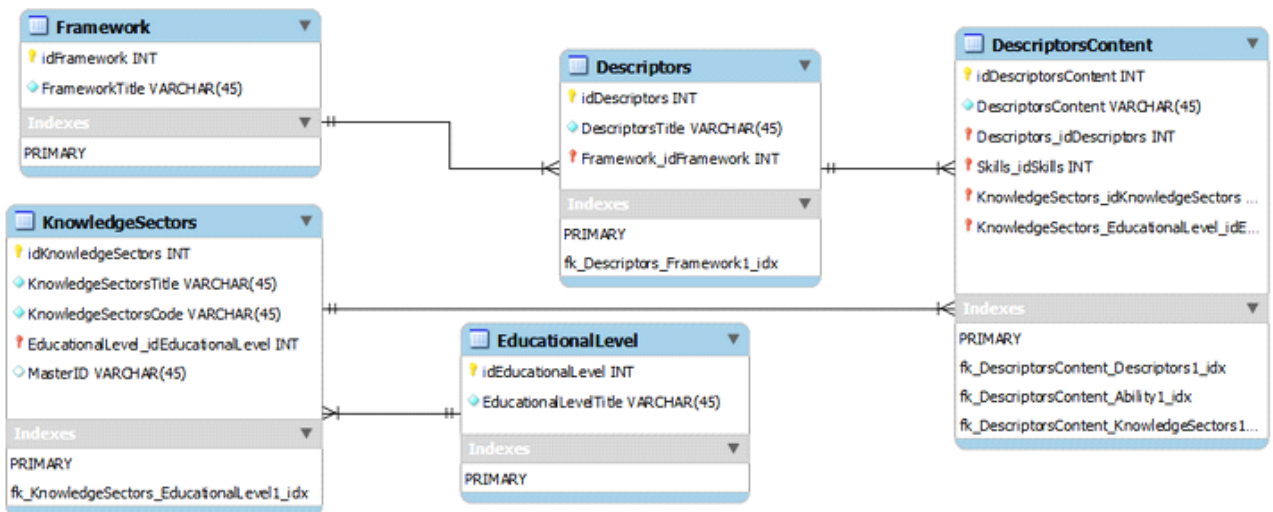 Framework
idFramework INT
FrameworkTitle VARCHAR(45)
Indexes
PRIMARY
Descriptors
idDescriptors INT
DescriptorsTitle VARCHAR(45)
Framework_idFramework INT
Indexes
PRIMARY
fk_Descriptors_Framework1_idx
DescriptorsContent
idDescriptorsContent INT
DescriptorsContent VARCHAR(45)
Descriptors_idDescriptors INT
Skills_idSkills INT
KnowledgeSectors_idKnowledgeSectors ...
KnowledgeSectors_EducationalLevel_idE...
Indexes
PRIMARY
fk_DescriptorsContent_Descriptors1_idx
fk_DescriptorsContent_Ability1_idx
fk_DescriptorsContent_KnowledgeSectors1...
KnowledgeSectors
idKnowledgeSectors INT
KnowledgeSectorsTitle VARCHAR(45)
KnowledgeSectorsCode VARCHAR(45)
EducationalLevel_idEducationalLevel INT
MasterID VARCHAR(45)
Indexes
PRIMARY
fk_KnowledgeSectors_EducationalLevel1_idx
EducationalLevel
idEducationalLevel INT
EducationalLevelTitle VARCHAR(45)
Indexes
PRIMARY